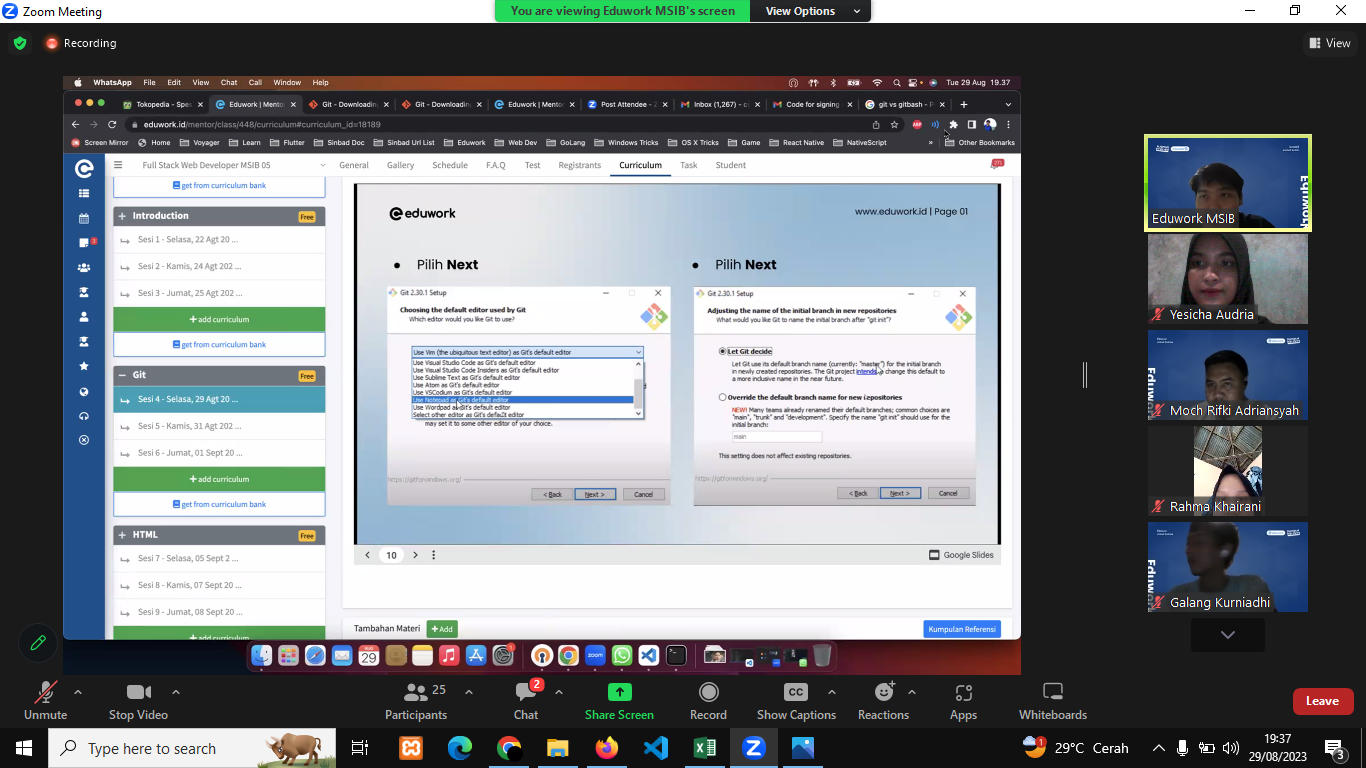 Zoom Meeting
You are viewing Eduwork MSIB's screen
View Options
Recording
View
WhatsApp File Edit View Chat Call Window Help
Tue 29 Aug 19.37
Tokopedia - Spes
Eduwork | Mento
Git - Downloading
Git - Downloading
Eduwork | Mento
Post Attendee - Z
Inbox (1,267) - c
Code for signing
git vs gitbash - P
eduwork.id/mentor/class/448/curriculum#curriculum_id=18189
Screen Mirror Home Voyager Learn Flutter Sinbad Doc Sinbad Url List Eduwork Web Dev GoLang Windows Tricks OS X Tricks Game React Native NativeScript » Other Bookmarks
Full Stack Web Developer MSIB 05
General Gallery Schedule F.A.Q Test Registrants Curriculum Task Student
271
get from curriculum bank
Introduction Free
Sesi 1 - Selasa, 22 Agt 20 ...
Sesi 2 - Kamis, 24 Agt 202 ...
Sesi 3 - Jumat, 25 Agt 202 ...
+ add curriculum
get from curriculum bank
Git Free
Sesi 4 - Selasa, 29 Agt 20 ...
Sesi 5 - Kamis, 31 Agt 202 ...
Sesi 6 - Jumat, 01 Sept 20 ...
+ add curriculum
get from curriculum bank
HTML Free
Sesi 7 - Selasa, 05 Sept 2 ...
Sesi 8 - Kamis, 07 Sept 20 ...
Sesi 9 - Jumat, 08 Sept 20 ...
+ add curriculum
eduwork
www.eduwork.id | Page 01
Pilih Next
Git 2.30.1 Setup
Choosing the default editor used by Git
Which editor would you like Git to use?
Use Vim (the ubiquitous text editor) as Git's default editor
Use Visual Studio Code as Git's default editor
Use Visual Studio Code Insiders as Git's default editor
Use Sublime Text as Git's default editor
Use Atom as Git's default editor
Use VSCodium as Git's default editor
Use Notepad as Git's default editor
Use Wordpad as Git's default editor
Select other editor as Git's default editor
may set it to some other editor of your choice.
https://gitforwindows.org/
< Back Next > Cancel
Pilih Next
Git 2.30.1 Setup
Adjusting the name of the initial branch in new repositories
What would you like Git to name the initial branch after "git init"?
Let Git decide
Let Git use its default branch name (currently: "master") for the initial branch
in newly created repositories. The Git project intends to change this default to
a more inclusive name in the near future.
Override the default branch name for new repositories
NEW! Many teams already renamed their default branches; common choices are
"main", "trunk" and "development". Specify the name "git init" should use for the
initial branch:
main
This setting does not affect existing repositories.
https://gitforwindows.org/
< Back Next > Cancel
10
Google Slides
Tambahan Materi + Add
Kumpulan Referensi
AUG
29
zoom
Eduwork MSIB
Yesicha Audria
Moch Rifki Adriansyah
Rahma Khairani
Galang Kurniadhi
Unmute
Stop Video
Participants 25
Chat 2
Share Screen
Record
Show Captions
Reactions
Apps
Whiteboards
Leave
Type here to search
29°C Cerah
19:37
29/08/2023
3